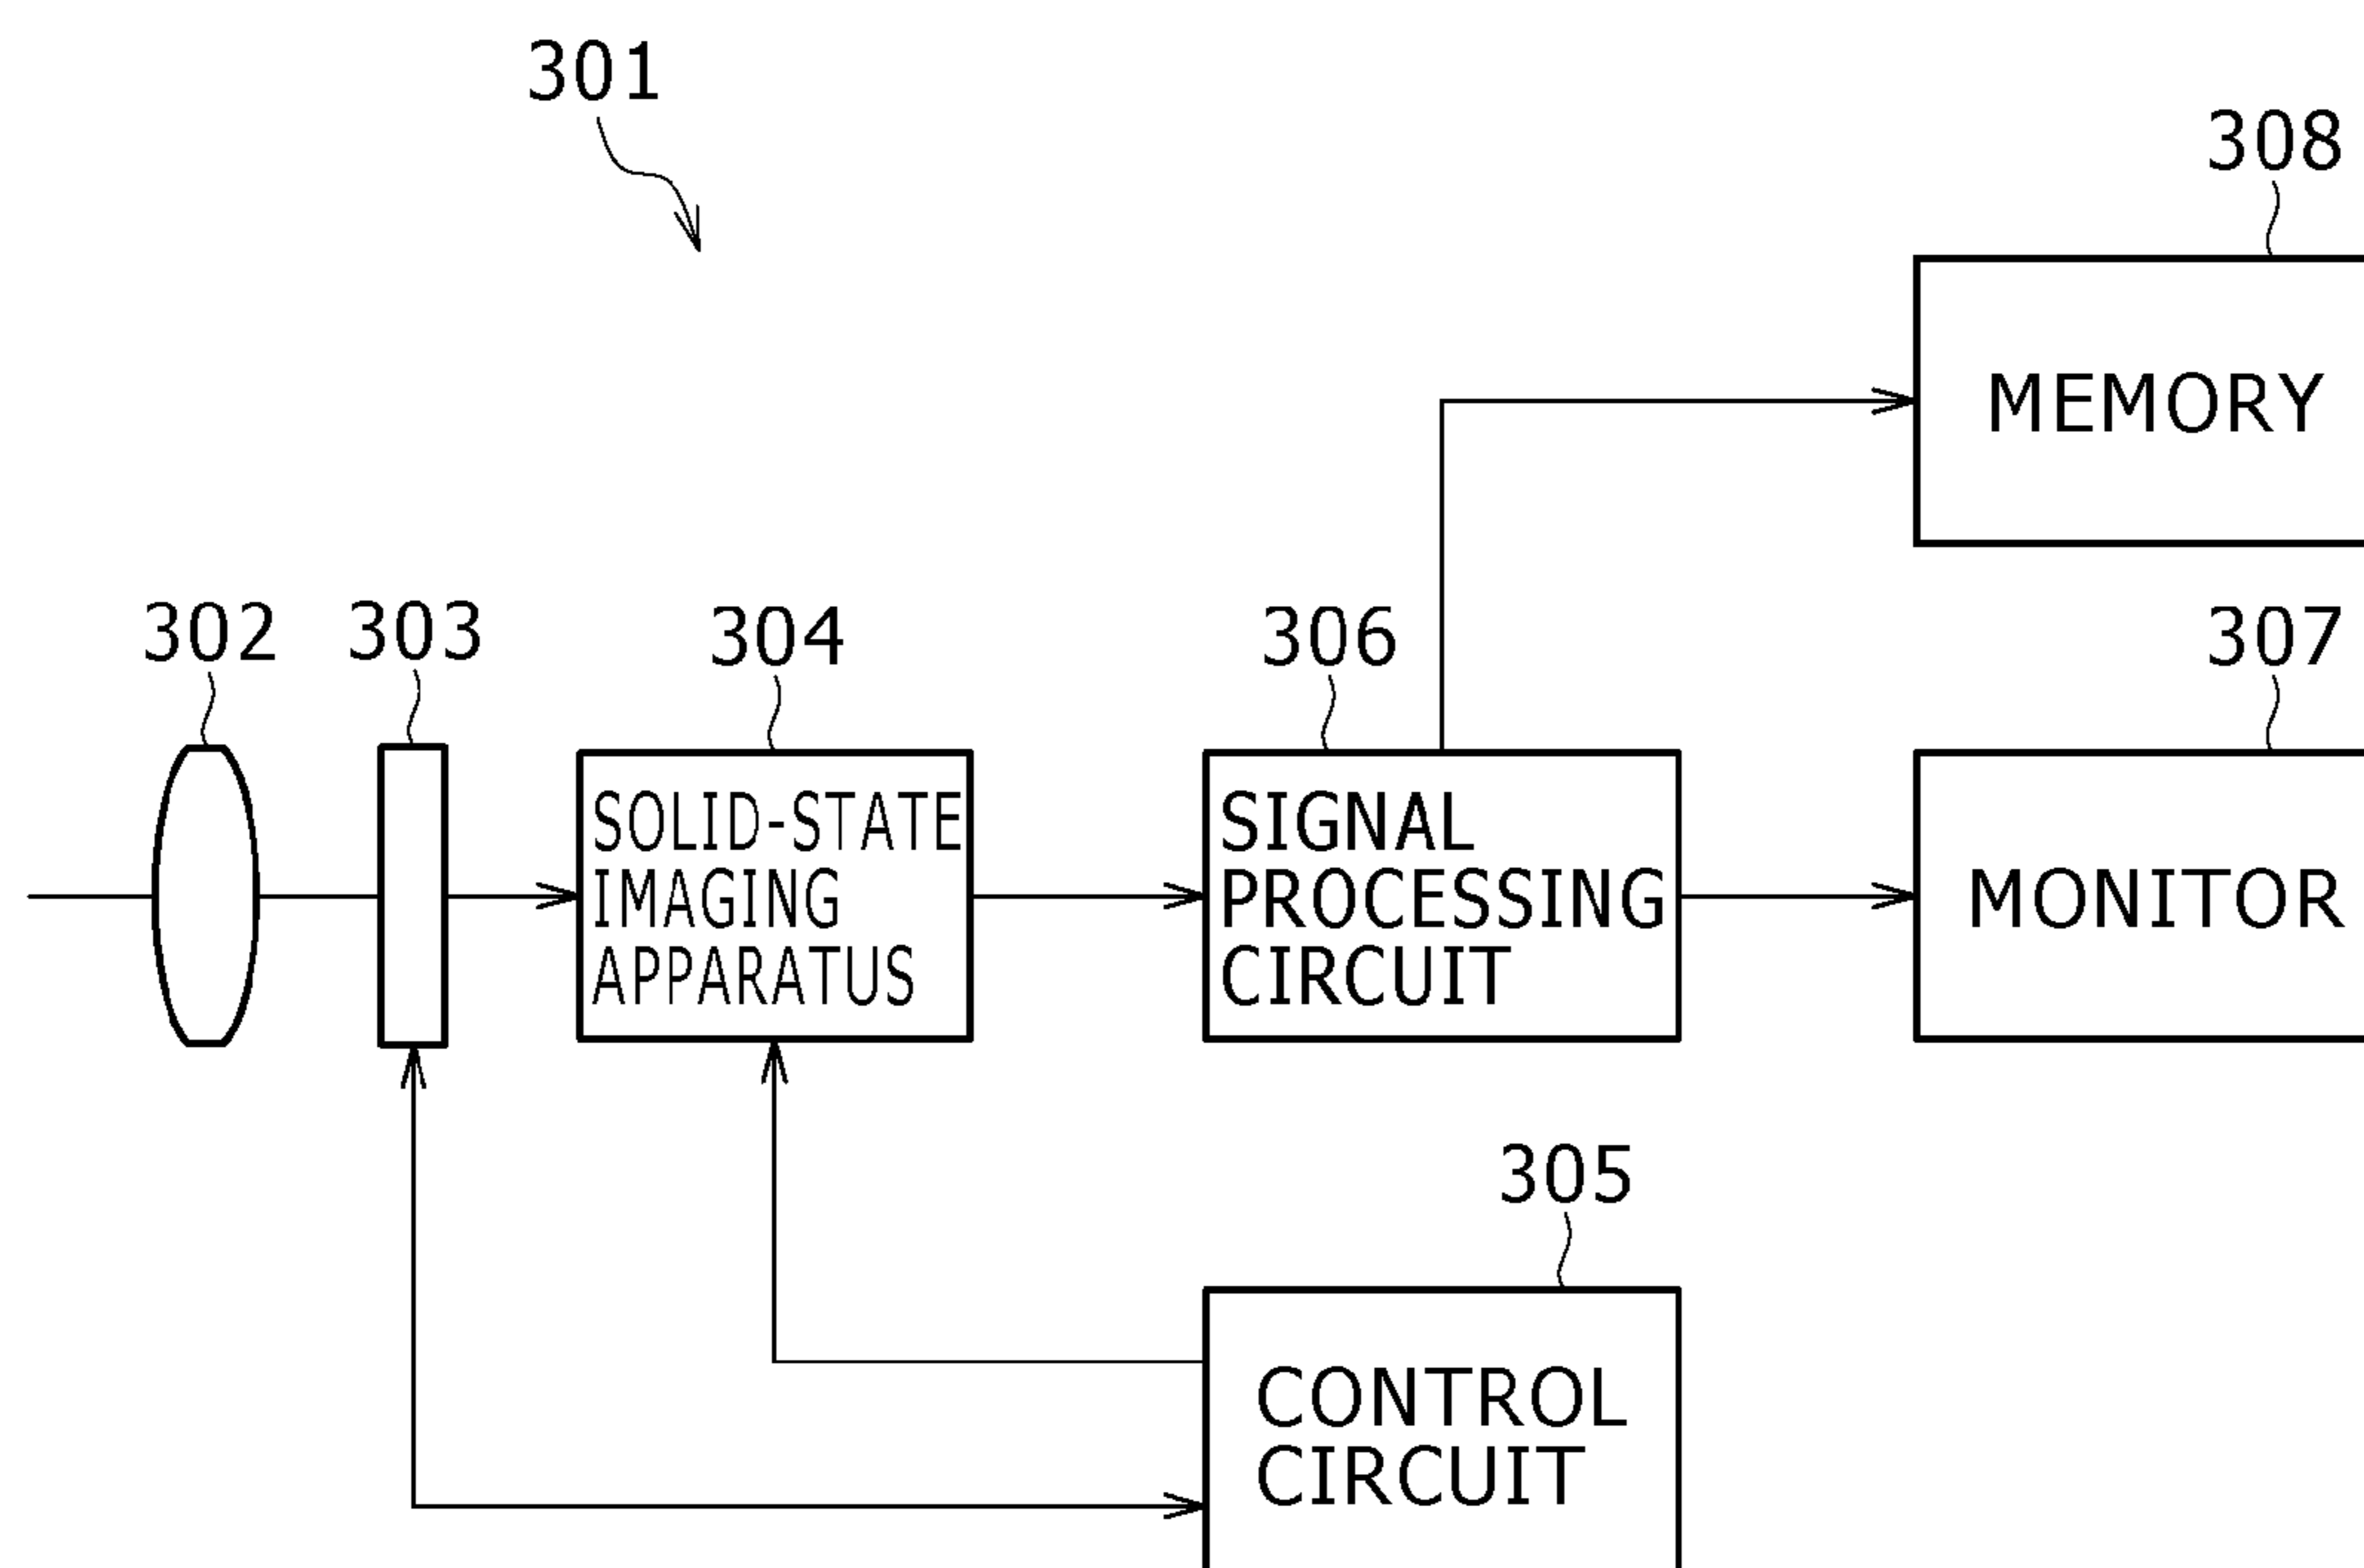 301
308
MEMORY
302
303
304
306
307
SOLID-STATE
IMAGING
APPARATUS
SIGNAL
PROCESSING
CIRCUIT
MONITOR
305
CONTROL
CIRCUIT